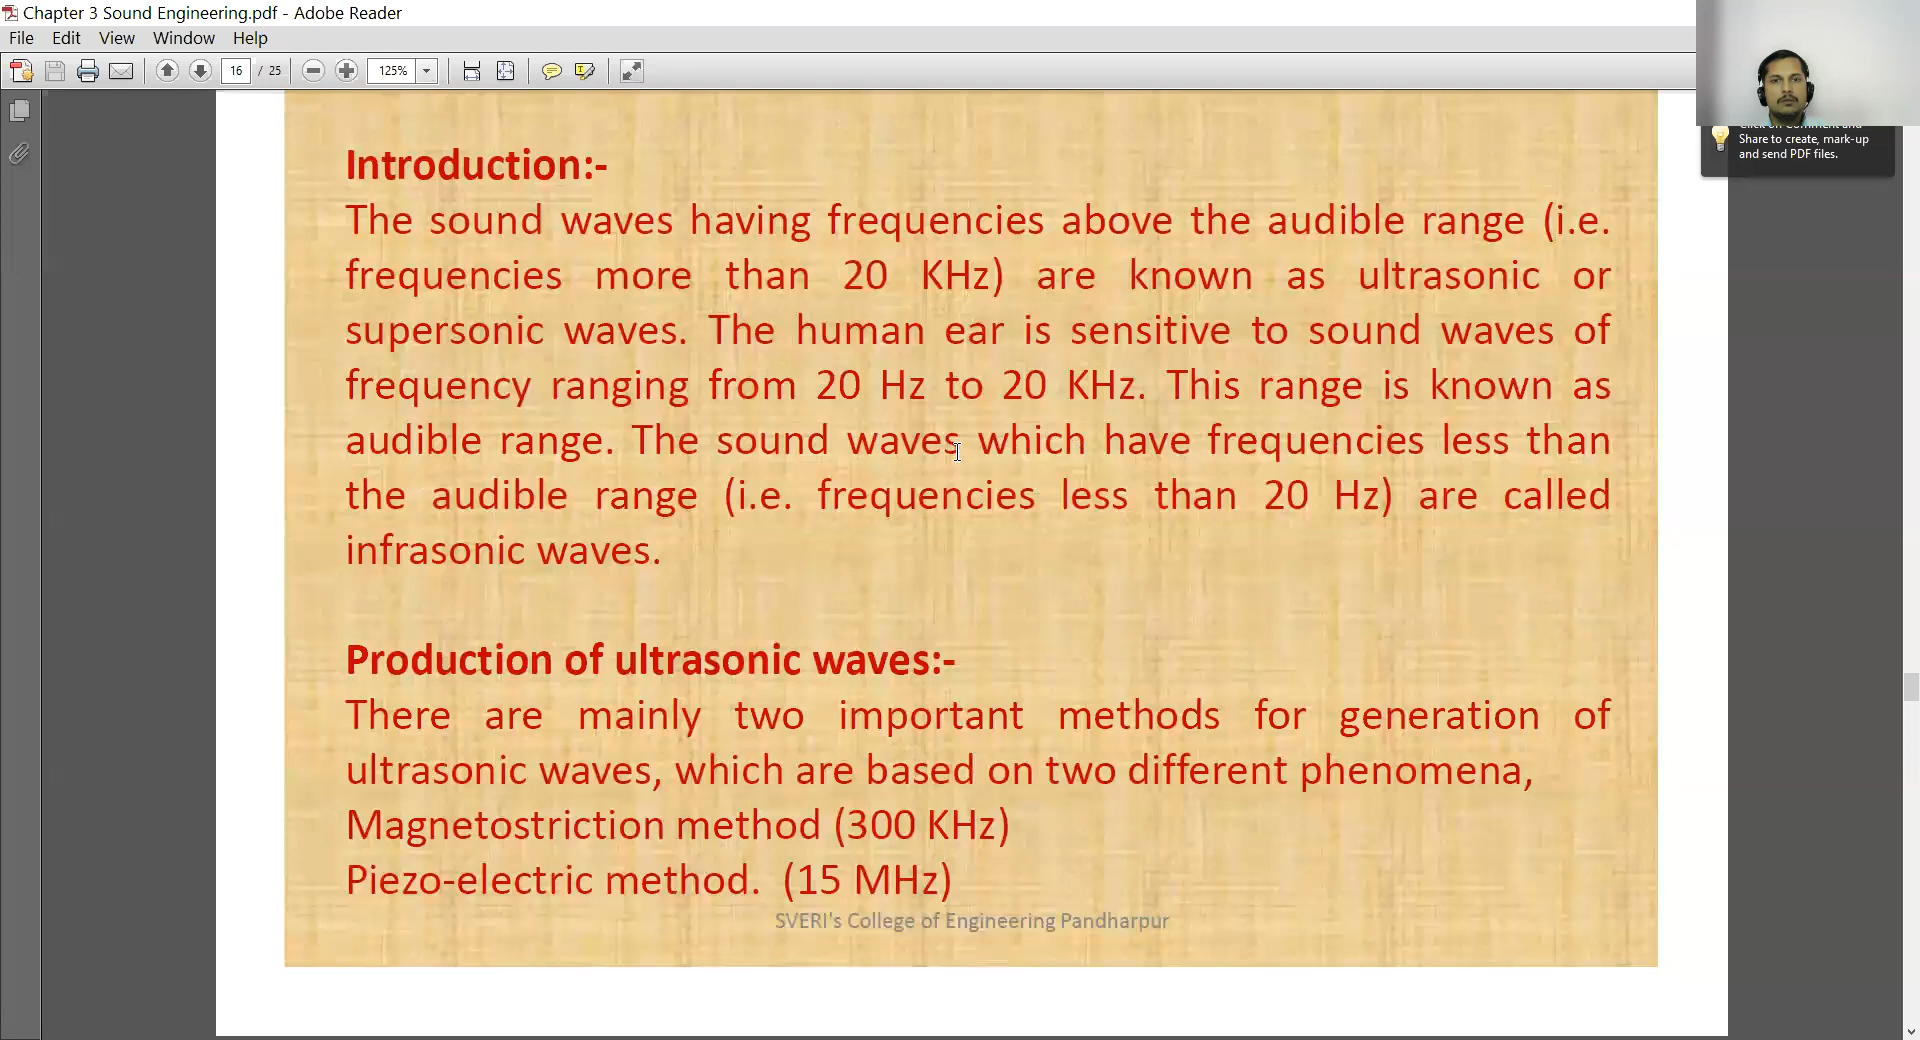 Chapter 3 Sound Engineering.pdf - Adobe Reader
File Edit View Window Help
16 / 25 125%
Share to create, mark-up
and send PDF files.
Introduction:-
The sound waves having frequencies above the audible range (i.e.
frequencies more than 20 KHz) are known as ultrasonic or
supersonic waves. The human ear is sensitive to sound waves of
frequency ranging from 20 Hz to 20 KHz. This range is known as
audible range. The sound waves which have frequencies less than
the audible range (i.e. frequencies less than 20 Hz) are called
infrasonic waves.
Production of ultrasonic waves:-
There are mainly two important methods for generation of
ultrasonic waves, which are based on two different phenomena,
Magnetostriction method (300 KHz)
Piezo-electric method. (15 MHz)
SVERI's College of Engineering Pandharpur